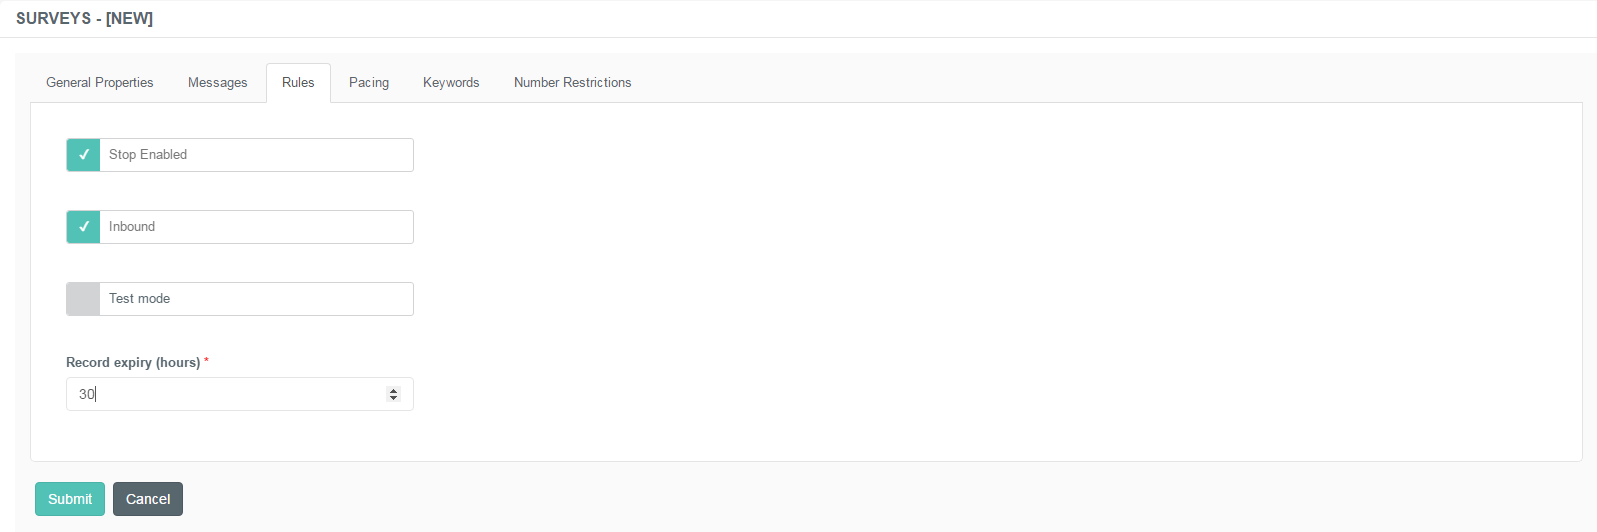 SURVEYS - [NEW]
General Properties Messages Rules Pacing Keywords Number Restrictions
Stop Enabled
Inbound
Test mode
Record expiry (hours) *
30
Submit Cancel